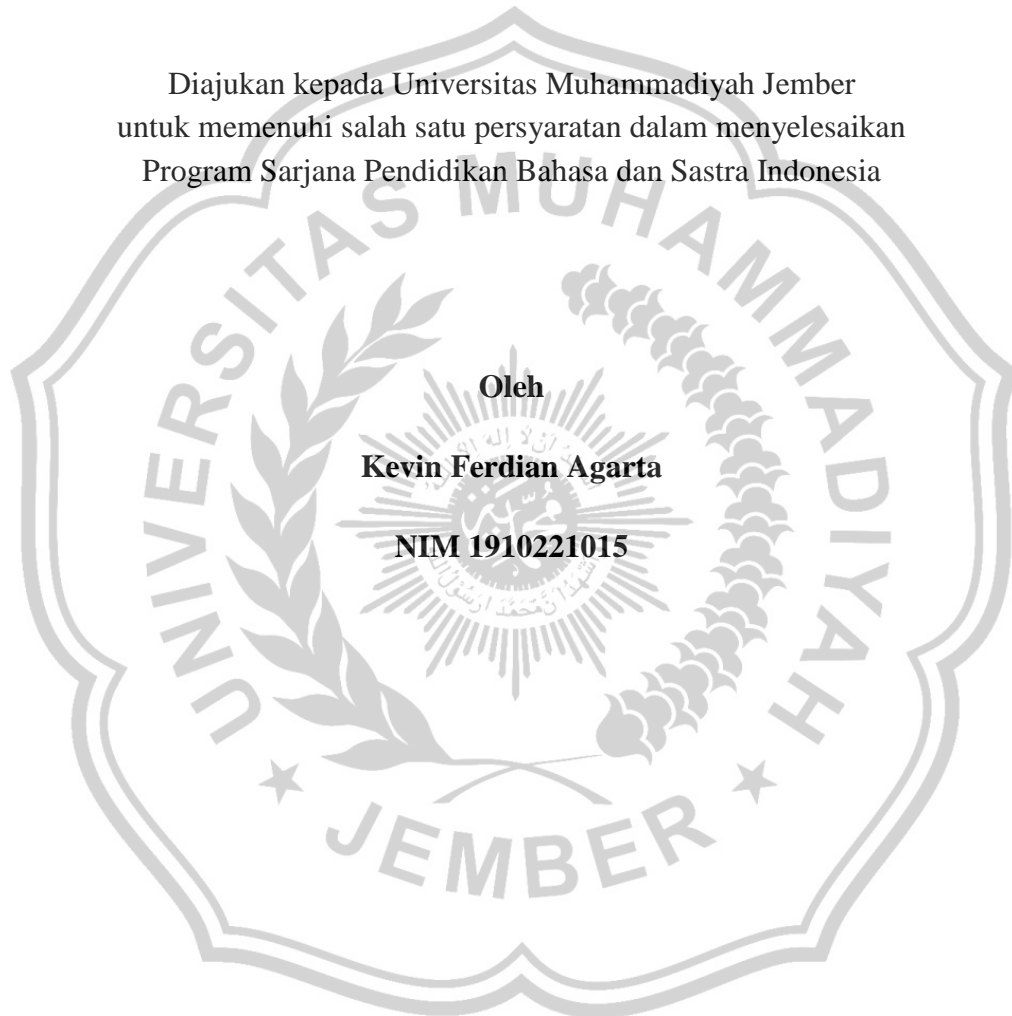 Diajukan kepada Universitas Muhammadiyah Jember
untuk memenuhi salah satu persyaratan dalam menyelesaikan
Program Sarjana Pendidikan Bahasa dan Sastra Indonesia
UNIVERSITAS MUHAMMADIYAH
Oleh
Kevin Ferdian Agarta
NIM 1910221015
JEMBER